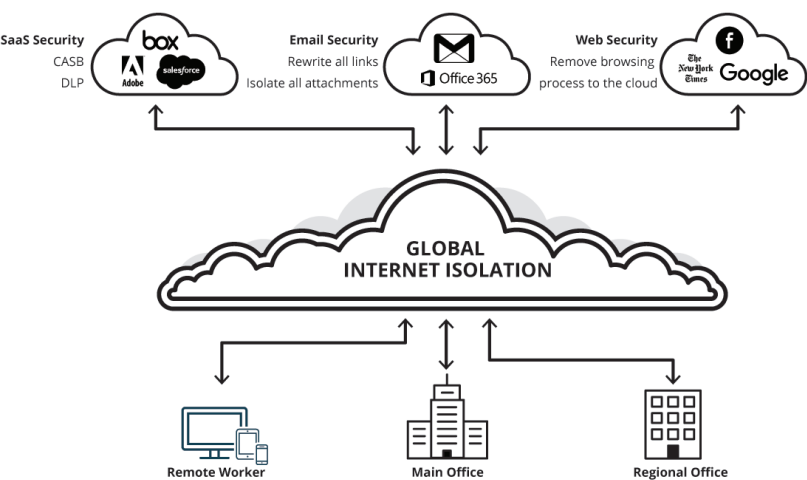 SaaS Security
CASB
DLP
box
Adobe
salesforce
Email Security
Rewrite all links
Isolate all attachments
Office 365
Web Security
Remove browsing
process to the cloud
f
The
New York
Times
Google
GLOBAL
INTERNET ISOLATION
Remote Worker
Main Office
Regional Office